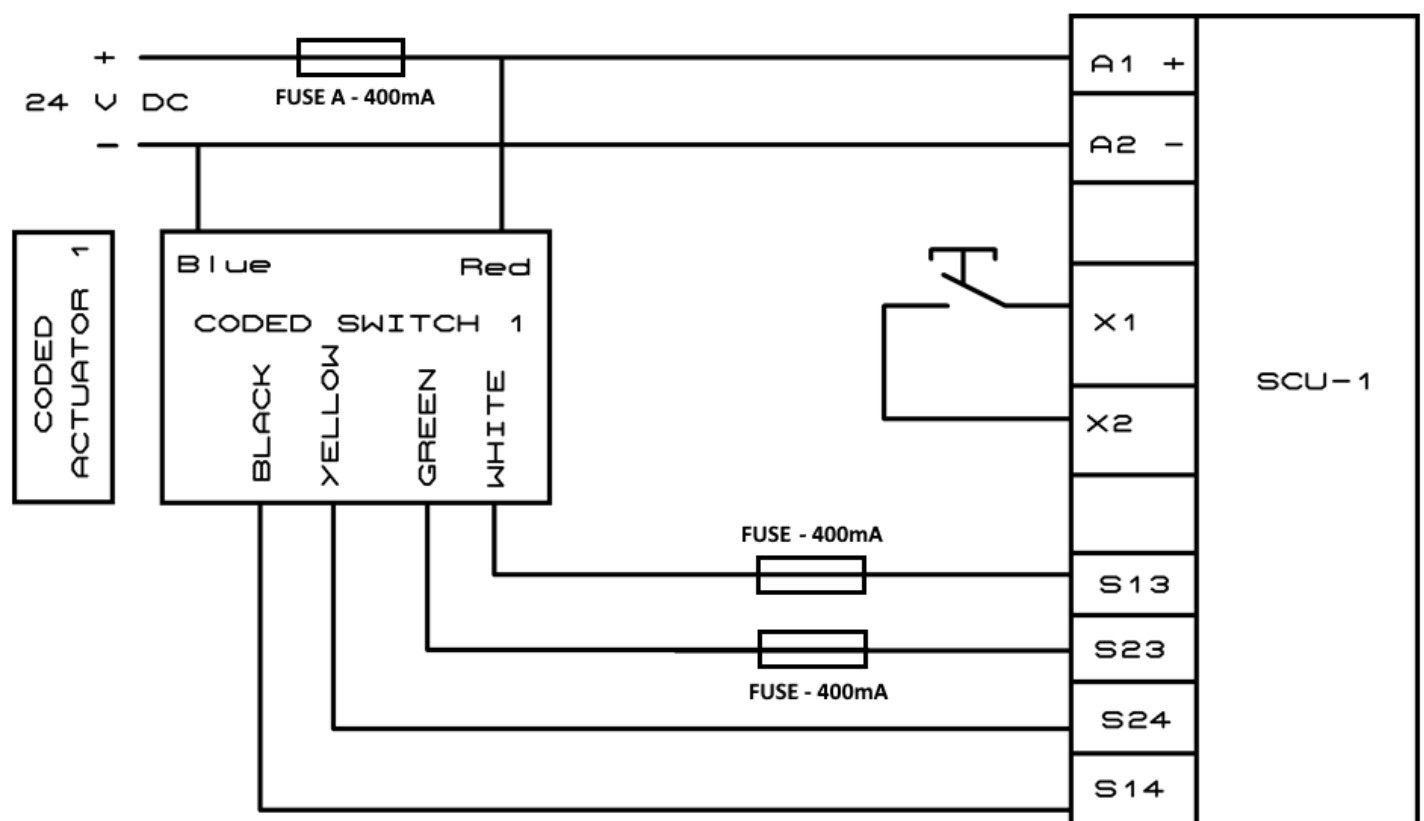 +
24 V DC
-
FUSE A - 400mA
A1 +
A2 -
CODED
ACTUATOR 1
Blue
Red
CODED SWITCH 1
BLACK
YELLOW
GREEN
WHITE
X1
X2
SCU-1
FUSE - 400mA
S13
S23
FUSE - 400mA
S24
S14